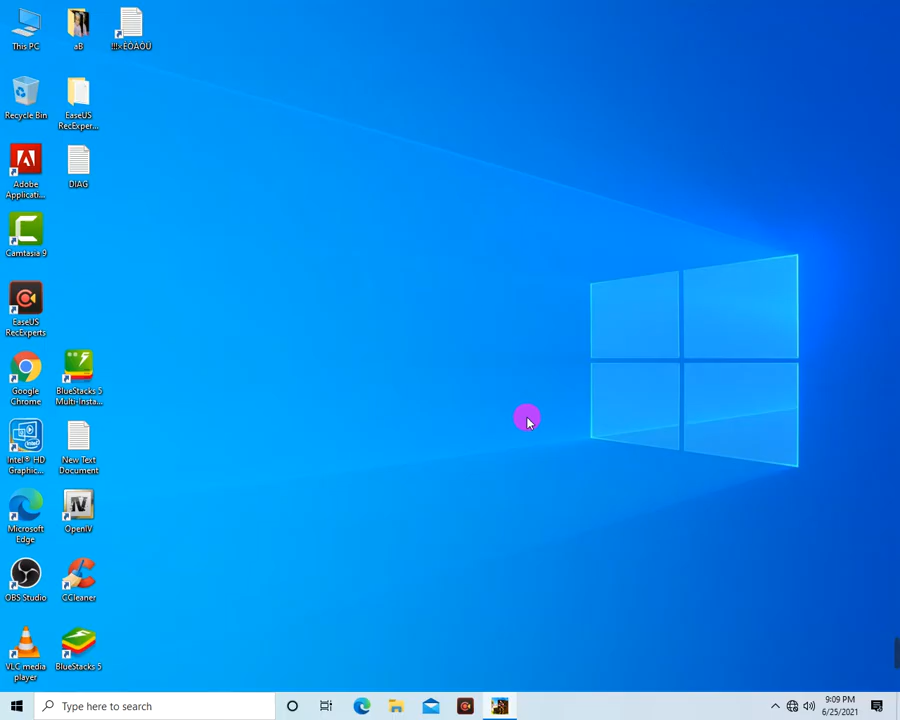 This PC
aB
!!!×ÈÒÀÒÜ
Recycle Bin
EaseUS
RecExper...
Adobe
Applicati...
DIAG
Camtasia 9
EaseUS
RecExperts
Google
Chrome
BlueStacks 5
Multi-Insta...
Intel® HD
Graphic...
New Text
Document
Microsoft
Edge
OpenIV
OBS Studio
CCleaner
VLC media
player
BlueStacks 5
Type here to search
9:09 PM
6/25/2021